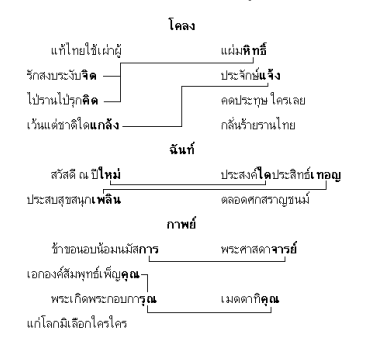 โคลง
แท้ไทยใช้เผ่าผู้ แผ่มหิทธิ์
รักสงบระงับจิต ประจักษ์แจ้ง
ไป่รานไป่รุกคิด คดประทุษ ใครเลย
เว้นแต่ชาติใดแกล้ง กลั่นร้ายรานไทย
ฉันท์
สวัสดี ณ ปีใหม่ ประสงค์ใดประสิทธิ์เทอญ
ประสบสุขสนุกเพลิน ตลอดศกสราญชนม์
กาพย์
ข้าขอนอบน้อมนมัสการ พระศาสดาจารย์
เอกองค์สัมพุทธ์เพ็ญคุณ
พระเกิดพระกอบการุณ เมตตาทิคุณ
แก่โลกมิเลือกใครใคร